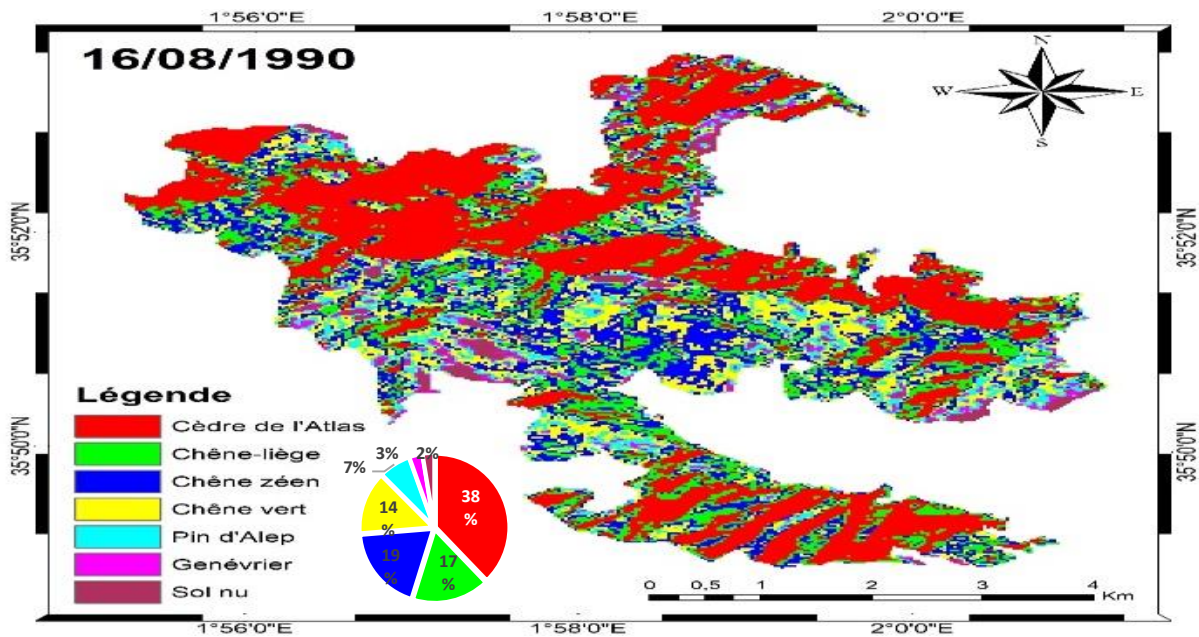 1°56'0"E 1°58'0"E 2°0'0"E
16/08/1990
N
W E
S
35°52'0"N 35°52'0"N
Légende
Cèdre de l'Atlas
Chêne-liège
Chêne zéen
Chêne vert
Pin d'Alep
Genévrier
Sol nu
35°50'0"N 35°50'0"N
7% 3% 2%
38
%
14
%
19
%
17
%
0 0,5 1 2 3 4
Km
1°56'0"E 1°58'0"E 2°0'0"E